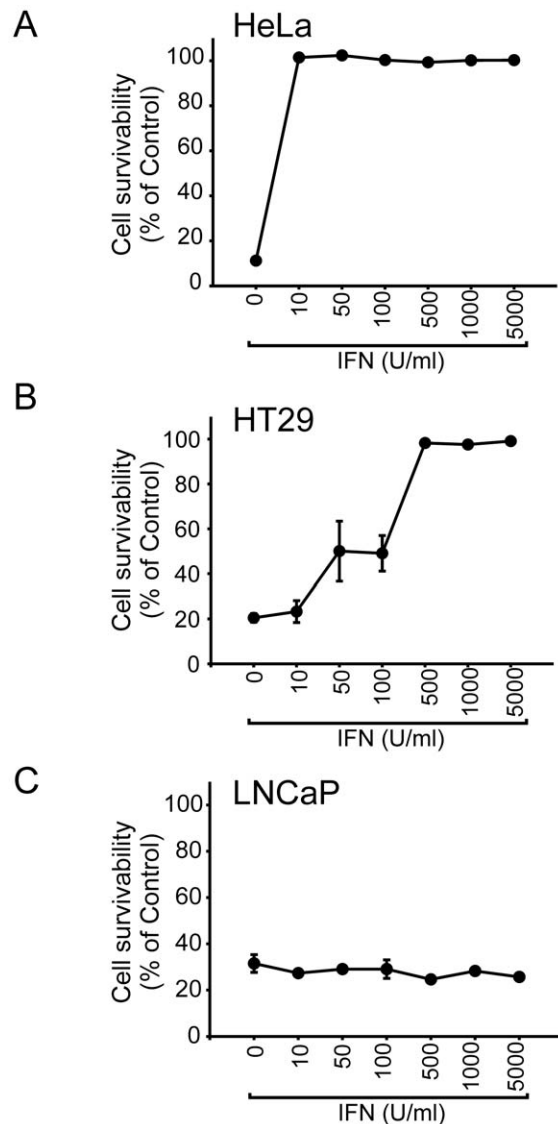 A
HeLa
Cell survivability
(% of Control)
100
80
60
40
20
0
0 10 50 100 500 1000 5000
IFN (U/ml)
B
HT29
Cell survivability
(% of Control)
100
80
60
40
20
0
0 10 50 100 500 1000 5000
IFN (U/ml)
C
LNCaP
Cell survivability
(% of Control)
100
80
60
40
20
0
0 10 50 100 500 1000 5000
IFN (U/ml)